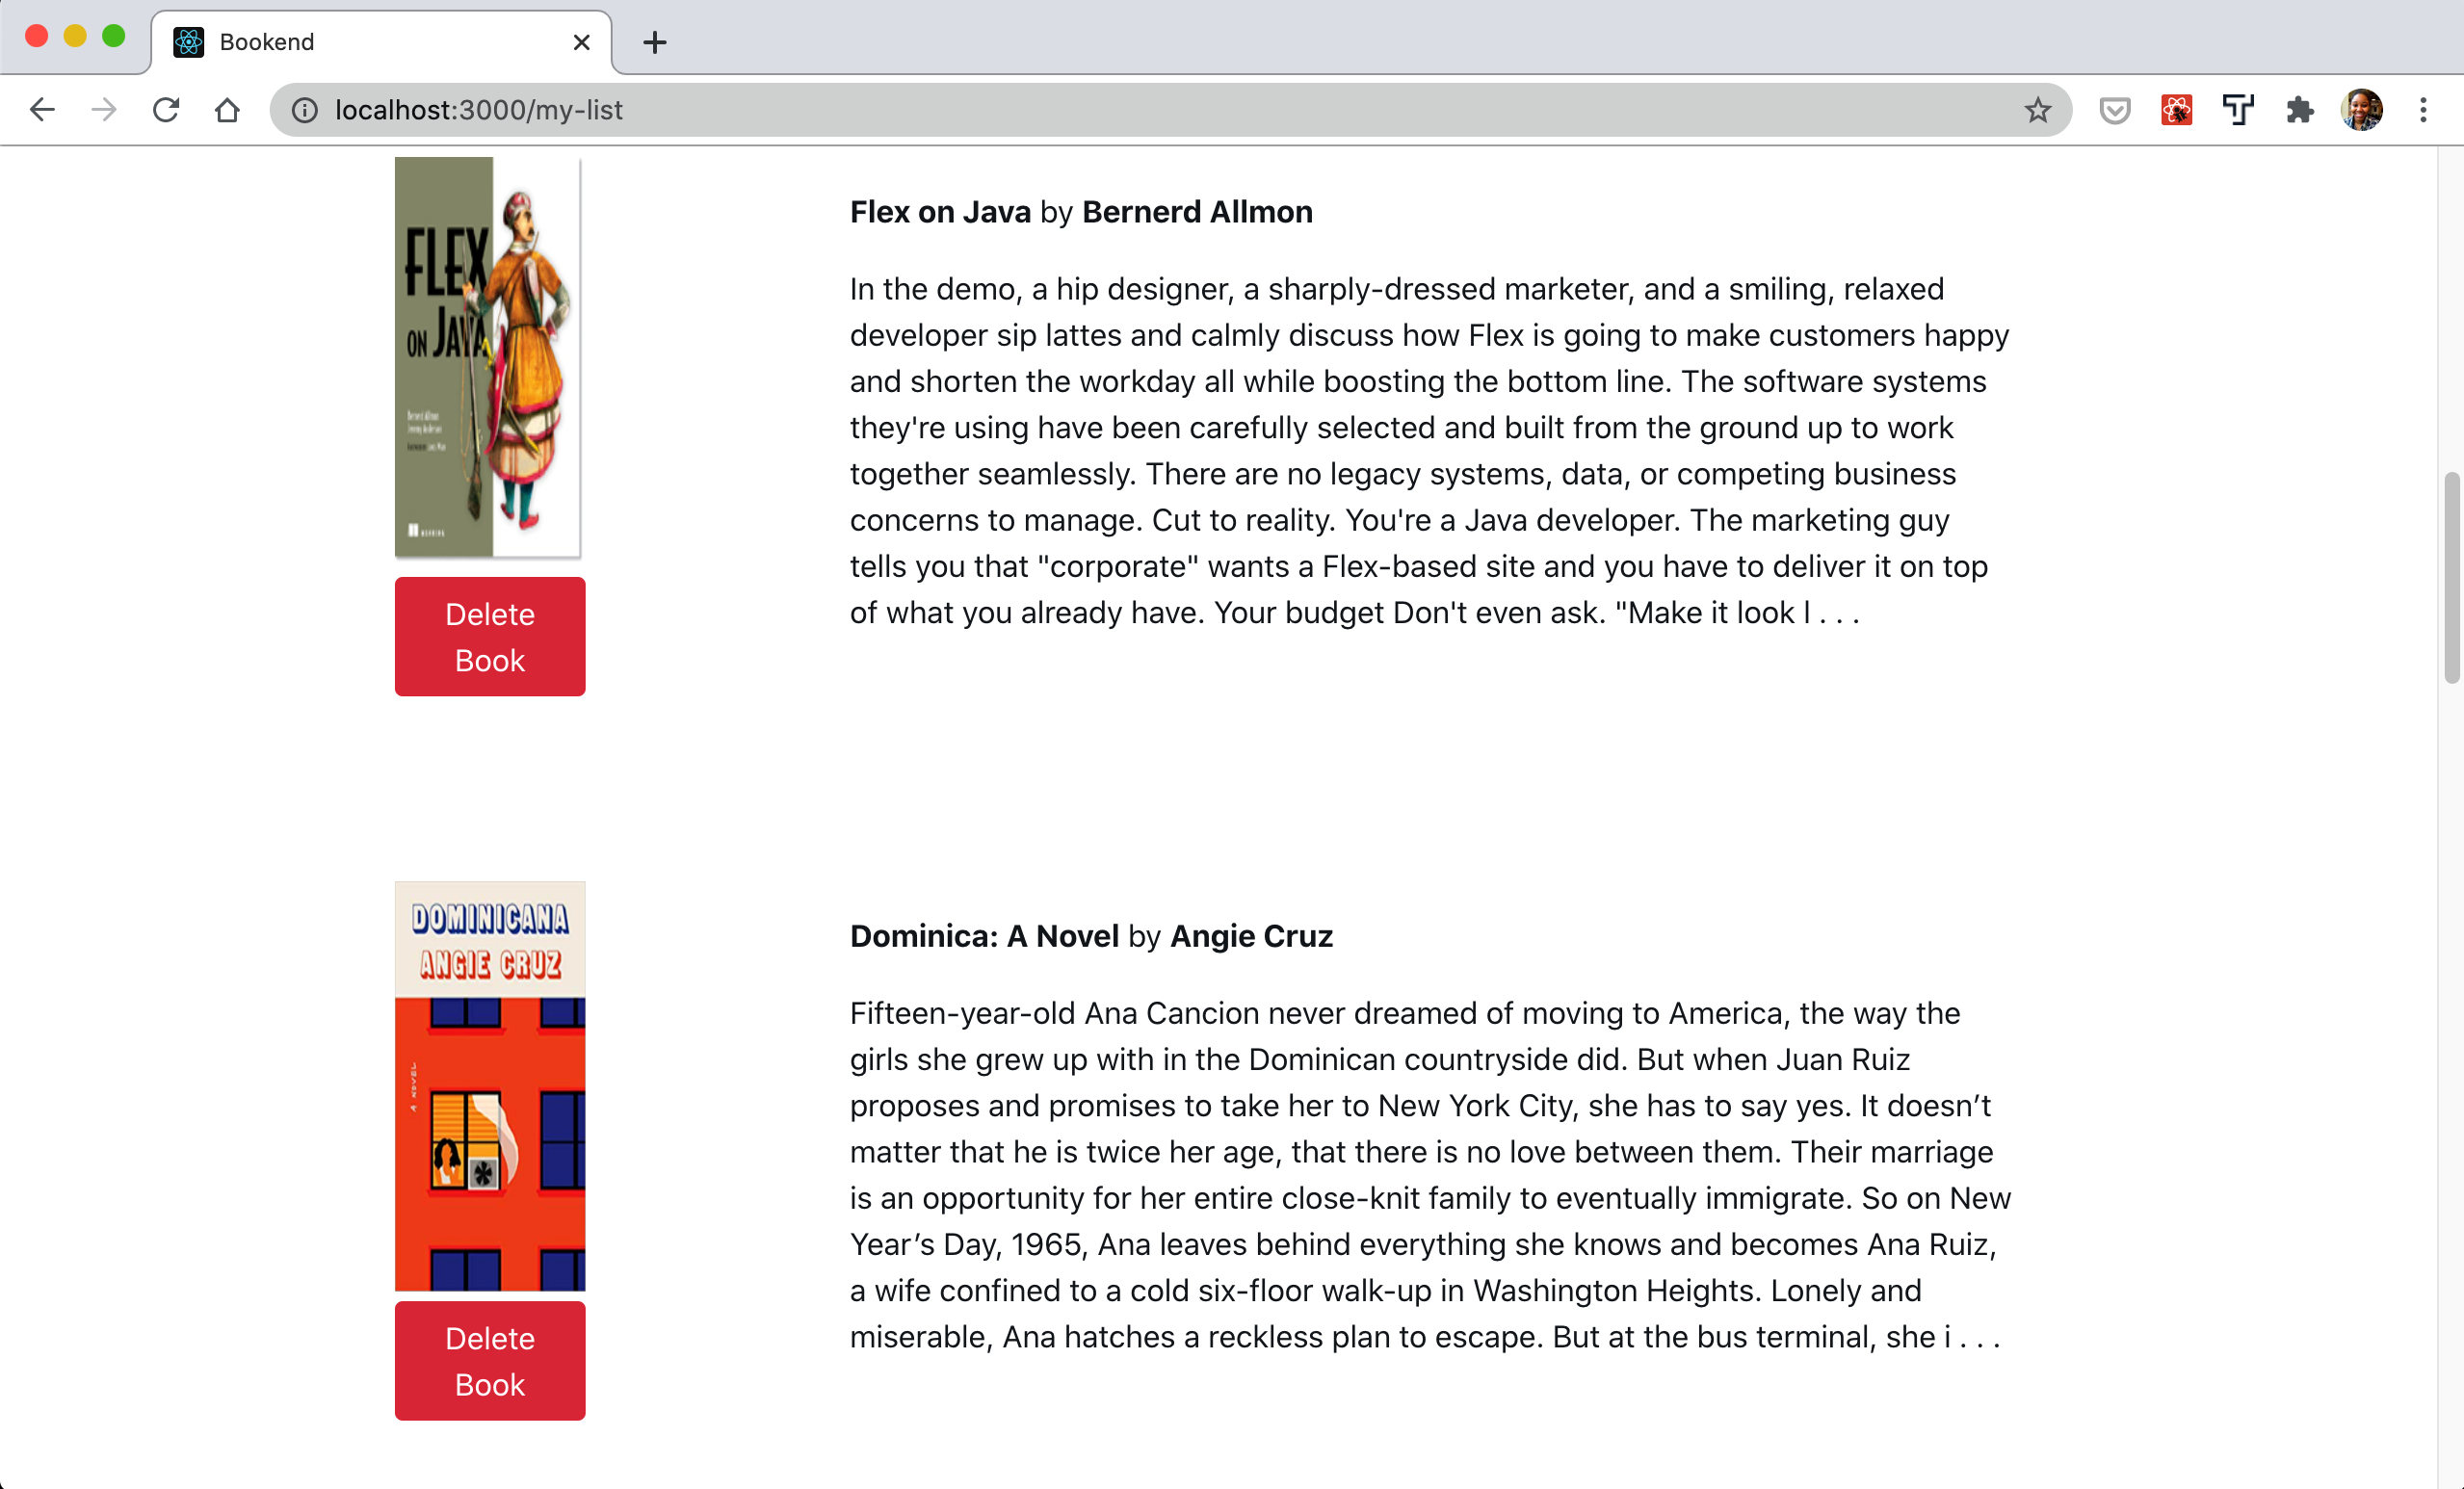 Bookend
localhost:3000/my-list
FLEX
ON JAVA
Bernerd Allmon
Jeremy Anderson
MANNING
Flex on Java by Bernerd Allmon
In the demo, a hip designer, a sharply-dressed marketer, and a smiling, relaxed
developer sip lattes and calmly discuss how Flex is going to make customers happy
and shorten the workday all while boosting the bottom line. The software systems
they're using have been carefully selected and built from the ground up to work
together seamlessly. There are no legacy systems, data, or competing business
concerns to manage. Cut to reality. You're a Java developer. The marketing guy
tells you that "corporate" wants a Flex-based site and you have to deliver it on top
of what you already have. Your budget Don't even ask. "Make it look l . . .
Delete
Book
DOMINICANA
ANGIE CRUZ
A NOVEL
Dominica: A Novel by Angie Cruz
Fifteen-year-old Ana Cancion never dreamed of moving to America, the way the
girls she grew up with in the Dominican countryside did. But when Juan Ruiz
proposes and promises to take her to New York City, she has to say yes. It doesn’t
matter that he is twice her age, that there is no love between them. Their marriage
is an opportunity for her entire close-knit family to eventually immigrate. So on New
Year’s Day, 1965, Ana leaves behind everything she knows and becomes Ana Ruiz,
a wife confined to a cold six-floor walk-up in Washington Heights. Lonely and
miserable, Ana hatches a reckless plan to escape. But at the bus terminal, she i . . .
Delete
Book